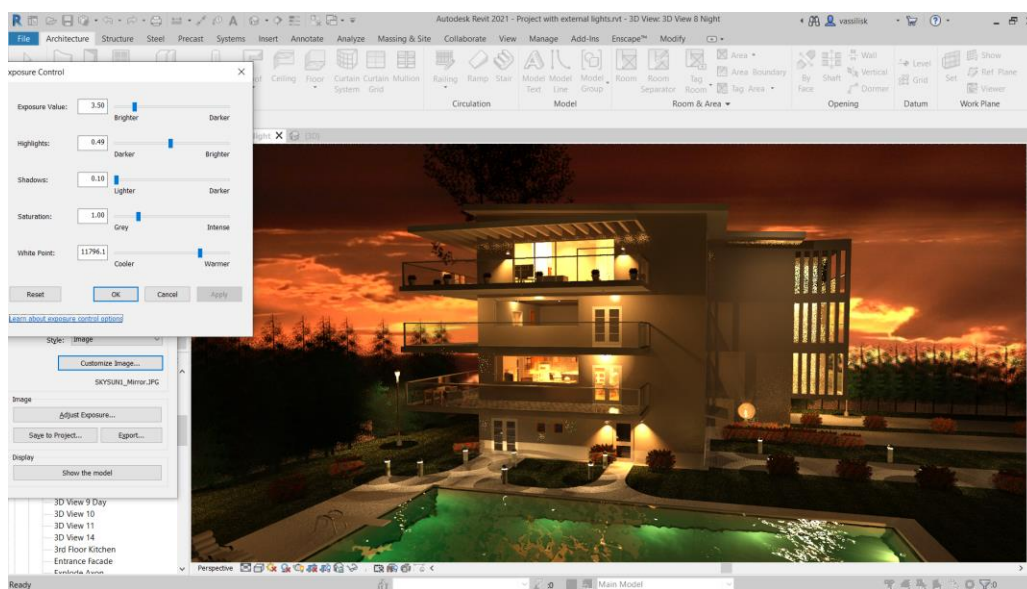 Autodesk Revit 2021 - Project with external lights.rvt - 3D View: 3D View 8 Night
vassilisk
File Architecture Structure Steel Precast Systems Insert Annotate Analyze Massing & Site Collaborate View Manage Add-Ins Enscape™ Modify
Ceiling Floor Curtain System Curtain Grid Mullion Railing Ramp Stair Model Text Model Line Model Group Room Room Separator Tag Room Area Area Boundary Tag Area By Face Shaft Wall Vertical Dormer Level Grid Set Show Ref Plane Viewer
Circulation Model Room & Area Opening Datum Work Plane
xposure Control
Exposure Value: 3.50
Brighter Darker
Highlights: 0.49
Darker Brighter
Shadows: 0.10
Lighter Darker
Saturation: 1.00
Grey Intense
White Point: 11796.1
Cooler Warmer
Reset OK Cancel Apply
Learn about exposure control options
Style: Image
Customize Image...
SKYSUN1_Mirror.JPG
Image
Adjust Exposure...
Save to Project... Export...
Display
Show the model
3D View 9 Day
3D View 10
3D View 11
3D View 14
3rd Floor Kitchen
Entrance Facade
Explode Axon
Perspective
Ready
:0 Main Model :0